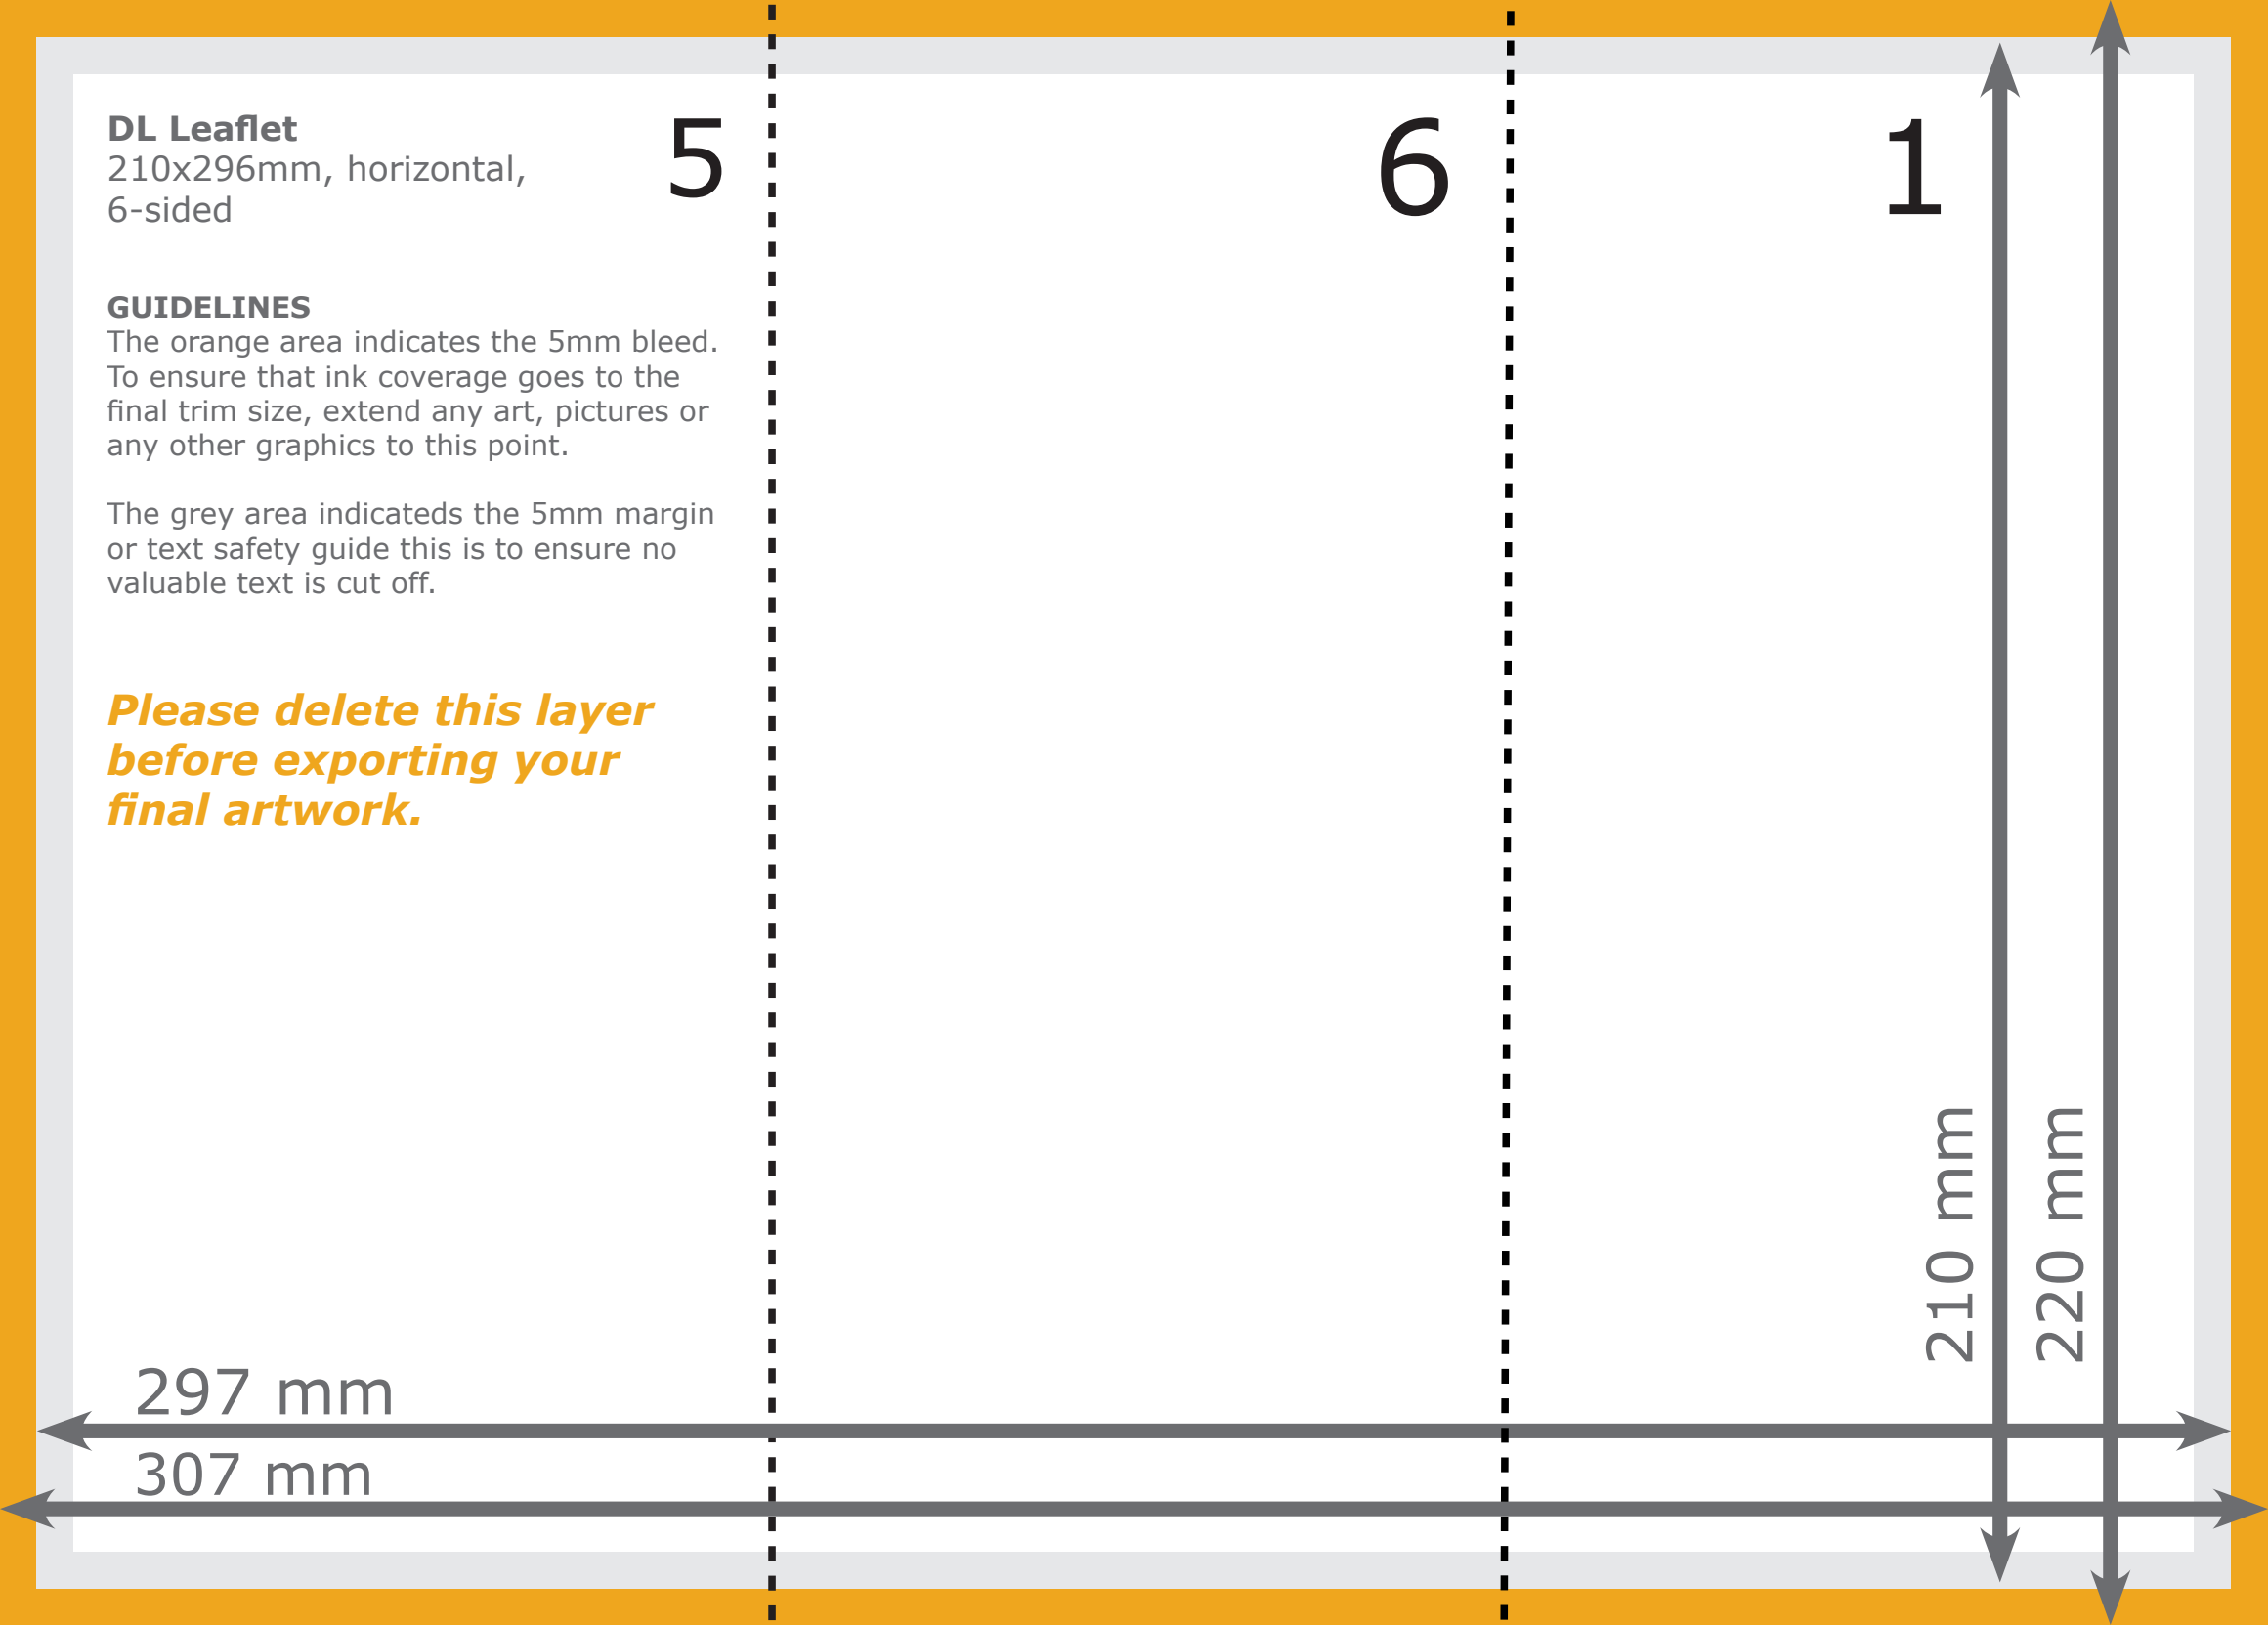 DL Leaflet
210x296mm, horizontal,
6-sided
5
6
1
GUIDELINES
The orange area indicates the 5mm bleed.
To ensure that ink coverage goes to the
final trim size, extend any art, pictures or
any other graphics to this point.
The grey area indicateds the 5mm margin
or text safety guide this is to ensure no
valuable text is cut off.
Please delete this layer
before exporting your
final artwork.
210 mm
220 mm
297 mm
307 mm